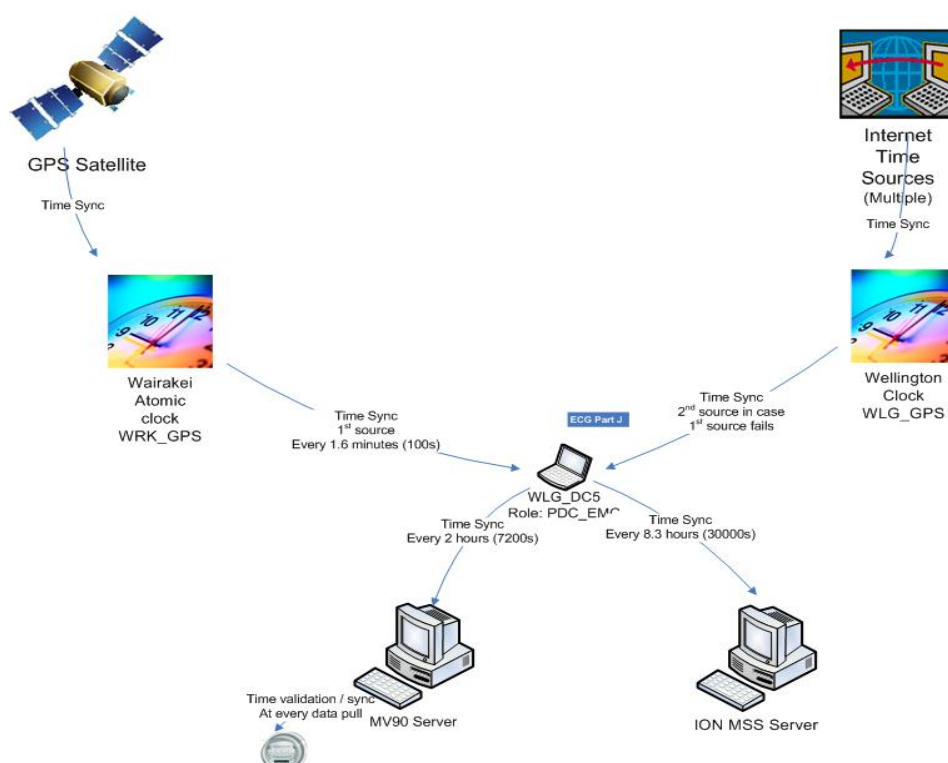 GPS Satellite
Time Sync
Internet
Time
Sources
(Multiple)
Time Sync
Wairakei
Atomic
clock
WRK_GPS
Wellington
Clock
WLG_GPS
Time Sync
1st source
Every 1.6 minutes (100s)
ECG Part J
Time Sync
2nd source in case
1st source fails
WLG_DC5
Role: PDC_EMC
Time Sync
Every 2 hours (7200s)
Time Sync
Every 8.3 hours (30000s)
Time validation / sync
At every data pull
MV90 Server
ION MSS Server